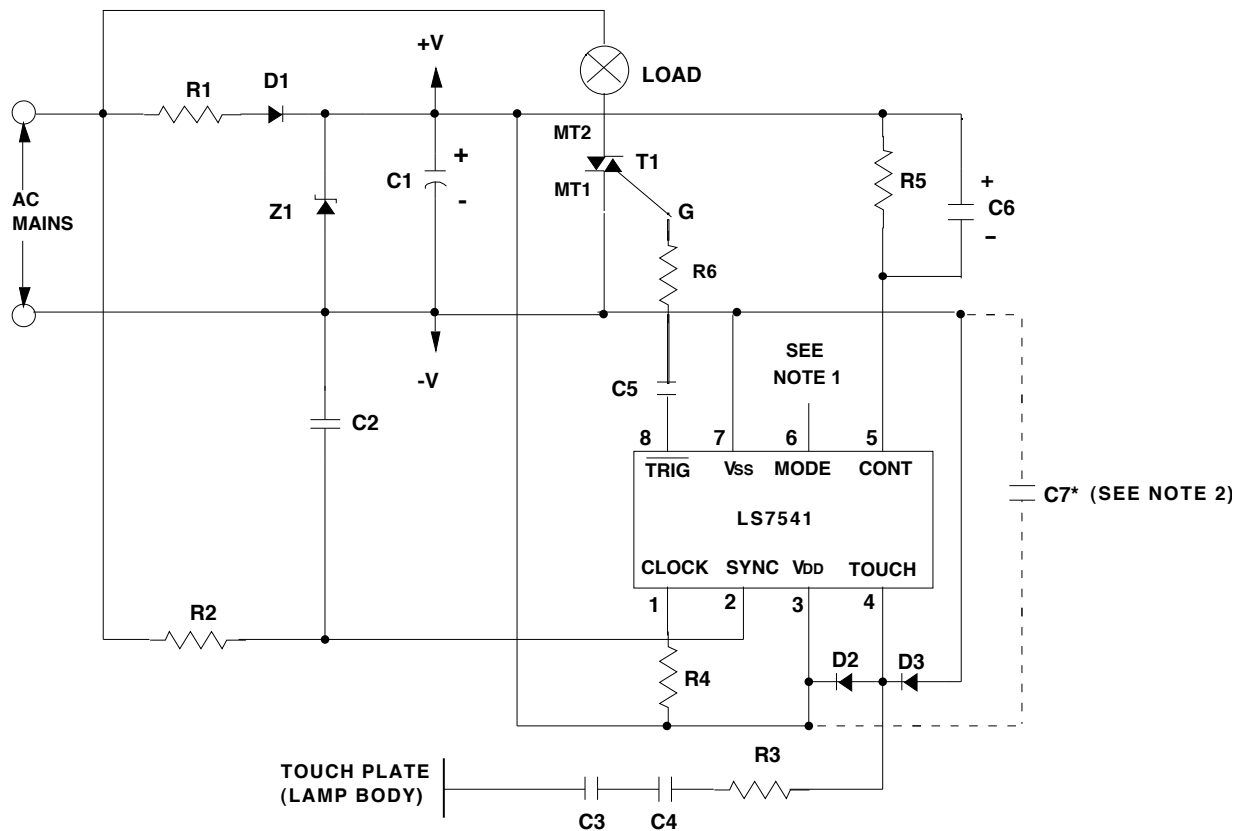 +V
LOAD
R1
D1
MT2
T1
MT1
AC
MAINS
Z1
C1
+
-
G
R5
+
C6
–
R6
-V
SEE
NOTE 1
C2
C5
8
7
6
5
TRIG
VSS
MODE
CONT
LS7541
C7* (SEE NOTE 2)
CLOCK
SYNC
VDD
TOUCH
1
2
3
4
R2
R4
D2
D3
R3
TOUCH PLATE
(LAMP BODY)
C3
C4